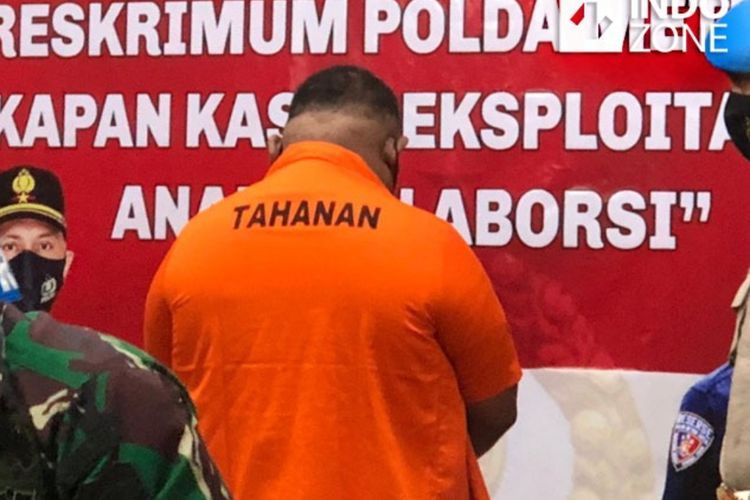 RESKRIMUM POLDA
INDO
ZONE
KAPAN KAS EKSPLOITA
ANA LABORSI”
TAHANAN